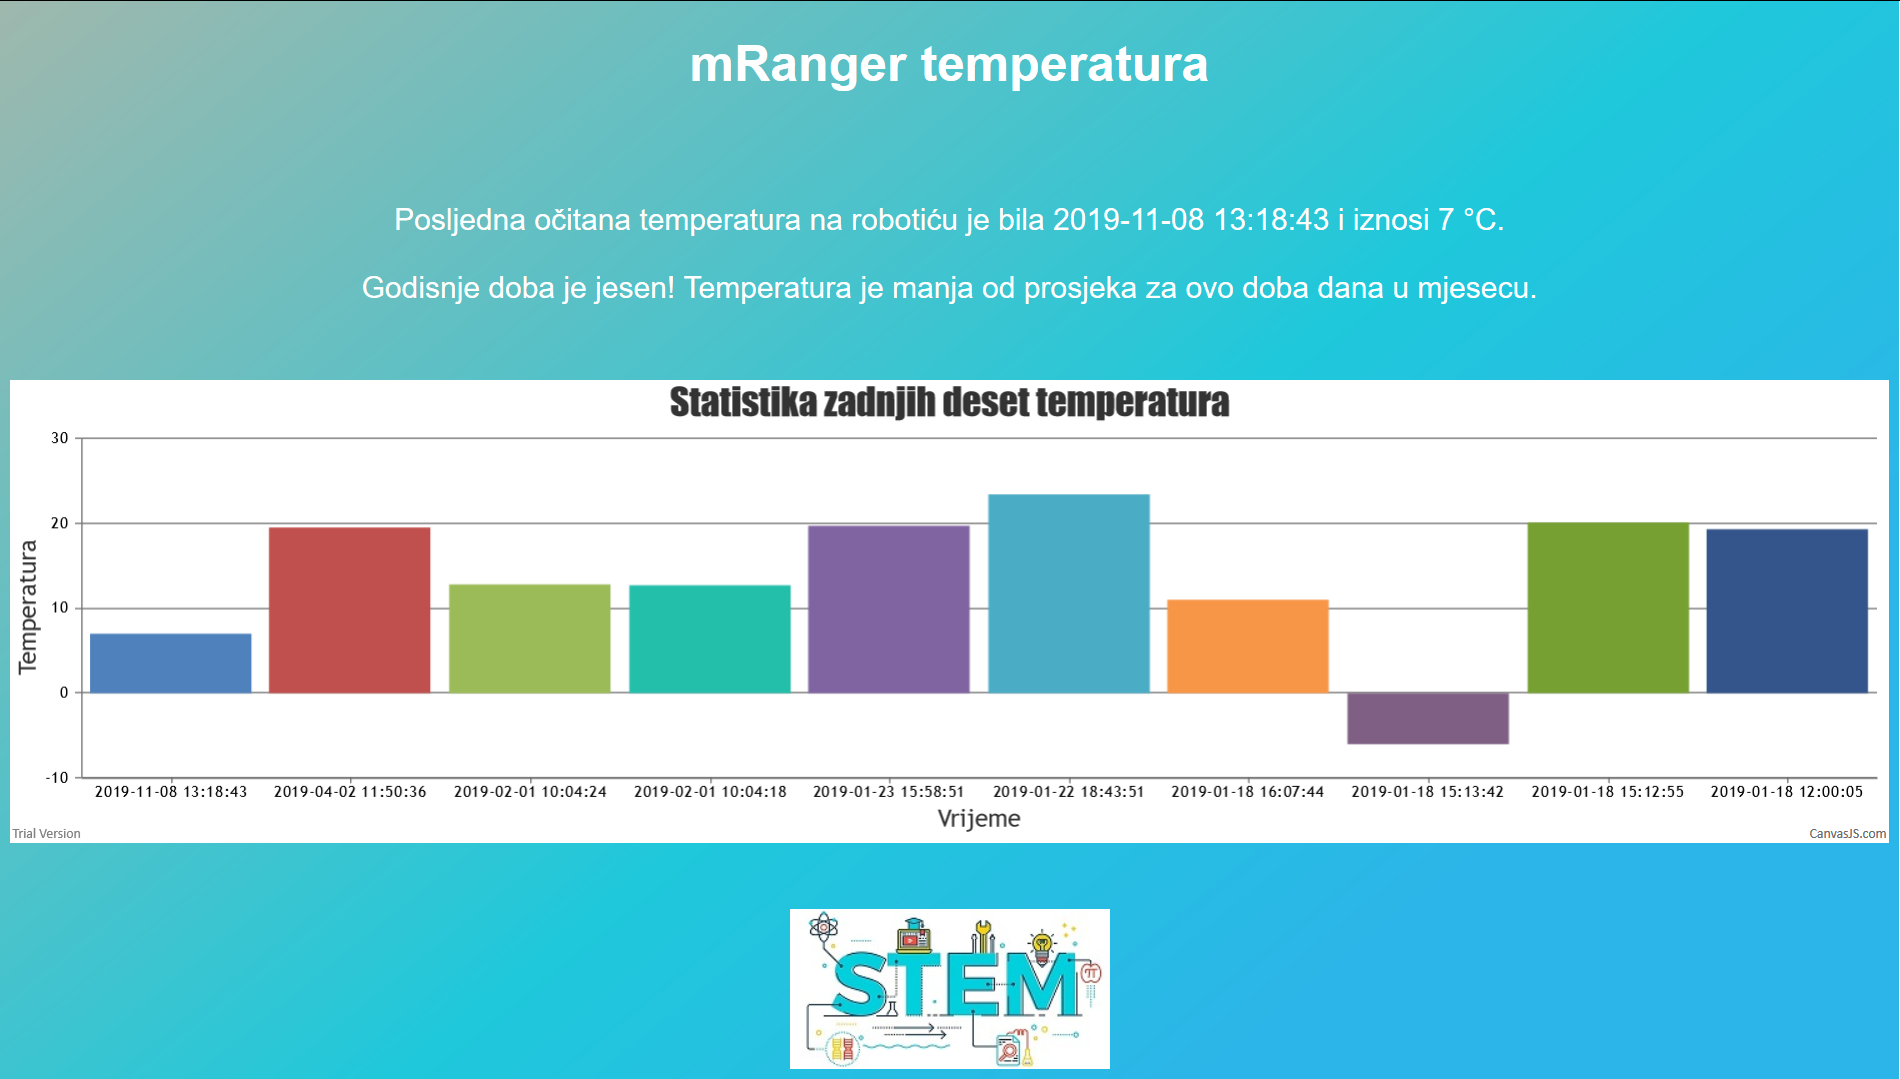 mRanger temperatura
Posljedna očitana temperatura na robotiću je bila 2019-11-08 13:18:43 i iznosi 7 °C.
Godisnje doba je jesen! Temperatura je manja od prosjeka za ovo doba dana u mjesecu.
Statistika zadnjih deset temperatura
30
20
10
0
-10
Temperatura
2019-11-08 13:18:43 2019-04-02 11:50:36 2019-02-01 10:04:24 2019-02-01 10:04:18 2019-01-23 15:58:51 2019-01-22 18:43:51 2019-01-18 16:07:44 2019-01-18 15:13:42 2019-01-18 15:12:55 2019-01-18 12:00:05
Vrijeme
Trial Version CanvasJS.com
STEM
π